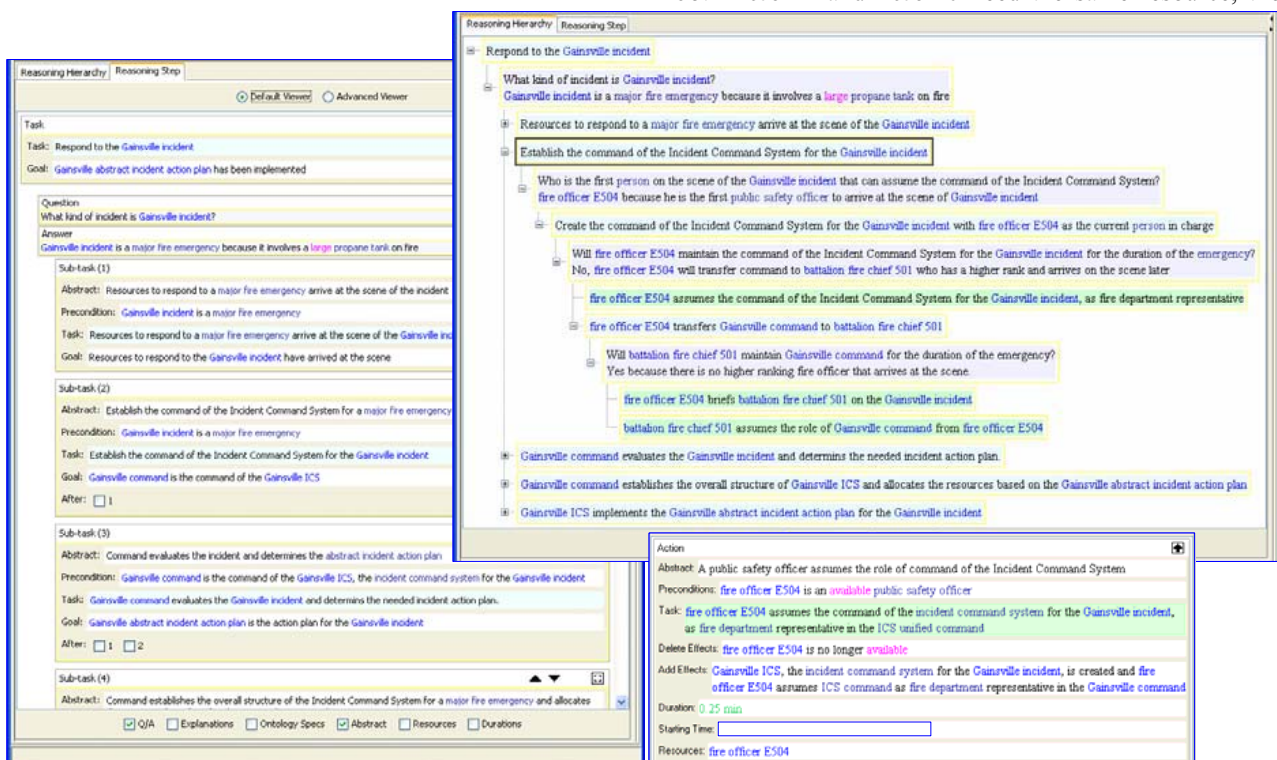 Reasoning Hierarchy Reasoning Step
Default Viewer Advanced Viewer
Task
Task: Respond to the Gainsville incident
Goal: Gainsville abstract incident action plan has been implemented
Question
What kind of incident is Gainsville incident?
Answer
Gainsville incident is a major fire emergency because it involves a large propane tank on fire
Sub-task (1)
Abstract: Resources to respond to a major fire emergency arrive at the scene of the incident
Precondition: Gainsville incident is a major fire emergency
Task: Resources to respond to a major fire emergency arrive at the scene of the Gainsville
Goal: Resources to respond to the Gainsville incident have arrived at the scene
Sub-task (2)
Abstract: Establish the command of the Incident Command System for a major fire emergency
Precondition: Gainsville incident is a major fire emergency
Task: Establish the command of the Incident Command System for the Gainsville incident
Goal: Gainsville command is the command of the Gainsville ICS
After: 1
Sub-task (3)
Abstract: Command evaluates the incident and determines the abstract incident action plan
Precondition: Gainsville command is the command of the Gainsville ICS, the incident command system for the Gainsville incident
Task: Gainsville command evaluates the Gainsville incident and determins the needed incident action plan.
Goal: Gainsville abstract incident action plan is the action plan for the Gainsville incident
After: 1 2
Sub-task (4)
Abstract: Command establishes the overall structure of the Incident Command System for a major fire emergency and allocates
Q/A Explanations Ontology Specs Abstract Resources Durations
Reasoning Hierarchy Reasoning Step
Respond to the Gainsville incident
What kind of incident is Gainsville incident?
Gainsville incident is a major fire emergency because it involves a large propane tank on fire
Resources to respond to a major fire emergency arrive at the scene of the Gainsville incident
Establish the command of the Incident Command System for the Gainsville incident
Who is the first person on the scene of the Gainsville incident that can assume the command of the Incident Command System?
fire officer E504 because he is the first public safety officer to arrive at the scene of Gainsville incident
Create the command of the Incident Command System for the Gainsville incident with fire officer E504 as the current person in charge
Will fire officer E504 maintain the command of the Incident Command System for the Gainsville incident for the duration of the emergency?
No, fire officer E504 will transfer command to battalion fire chief 501 who has a higher rank and arrives on the scene later
fire officer E504 assumes the command of the Incident Command System for the Gainsville incident, as fire department representative
fire officer E504 transfers Gainsville command to battalion fire chief 501
Will battalion fire chief 501 maintain Gainsville command for the duration of the emergency?
Yes because there is no higher ranking fire officer that arrives at the scene.
fire officer E504 briefs battalion fire chief 501 on the Gainsville incident
battalion fire chief 501 assumes the role of Gainsville command from fire officer E504
Gainsville command evaluates the Gainsville incident and determins the needed incident action plan.
Gainsville command establishes the overall structure of Gainsville ICS and allocates the resources based on the Gainsville abstract incident action plan
Gainsville ICS implements the Gainsville abstract incident action plan for the Gainsville incident
Action
Abstract: A public safety officer assumes the role of command of the Incident Command System
Preconditions: fire officer E504 is an available public safety officer
Task: fire officer E504 assumes the command of the incident command system for the Gainsville incident,
as fire department representative in the ICS unified command
Delete Effects: fire officer E504 is no longer available
Add Effects: Gainsville ICS, the incident command system for the Gainsville incident, is created and fire
officer E504 assumes ICS command as fire department representative in the Gainsville command
Duration: 0.25 min
Starting Time:
Resources: fire officer E504